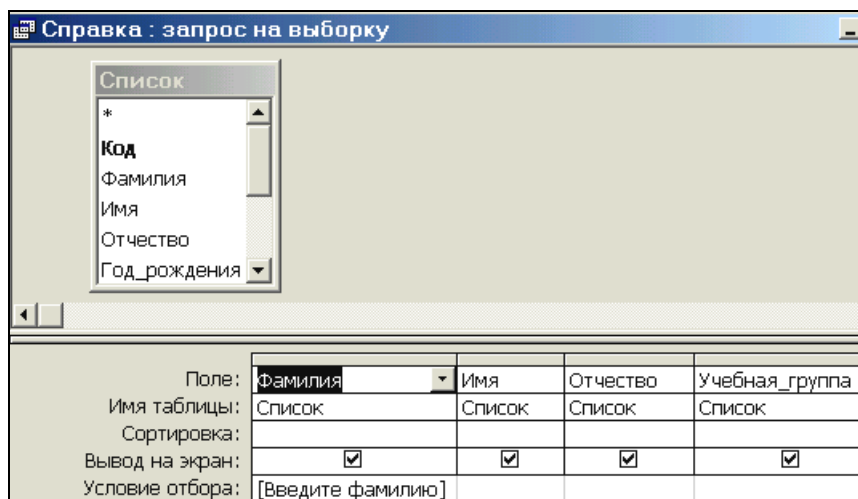 Справка : запрос на выборку
Список
*
Код
Фамилия
Имя
Отчество
Год_рождения
Поле: Фамилия Имя Отчество Учебная_группа
Имя таблицы: Список Список Список Список
Сортировка:
Вывод на экран:
Условие отбора: [Введите фамилию]